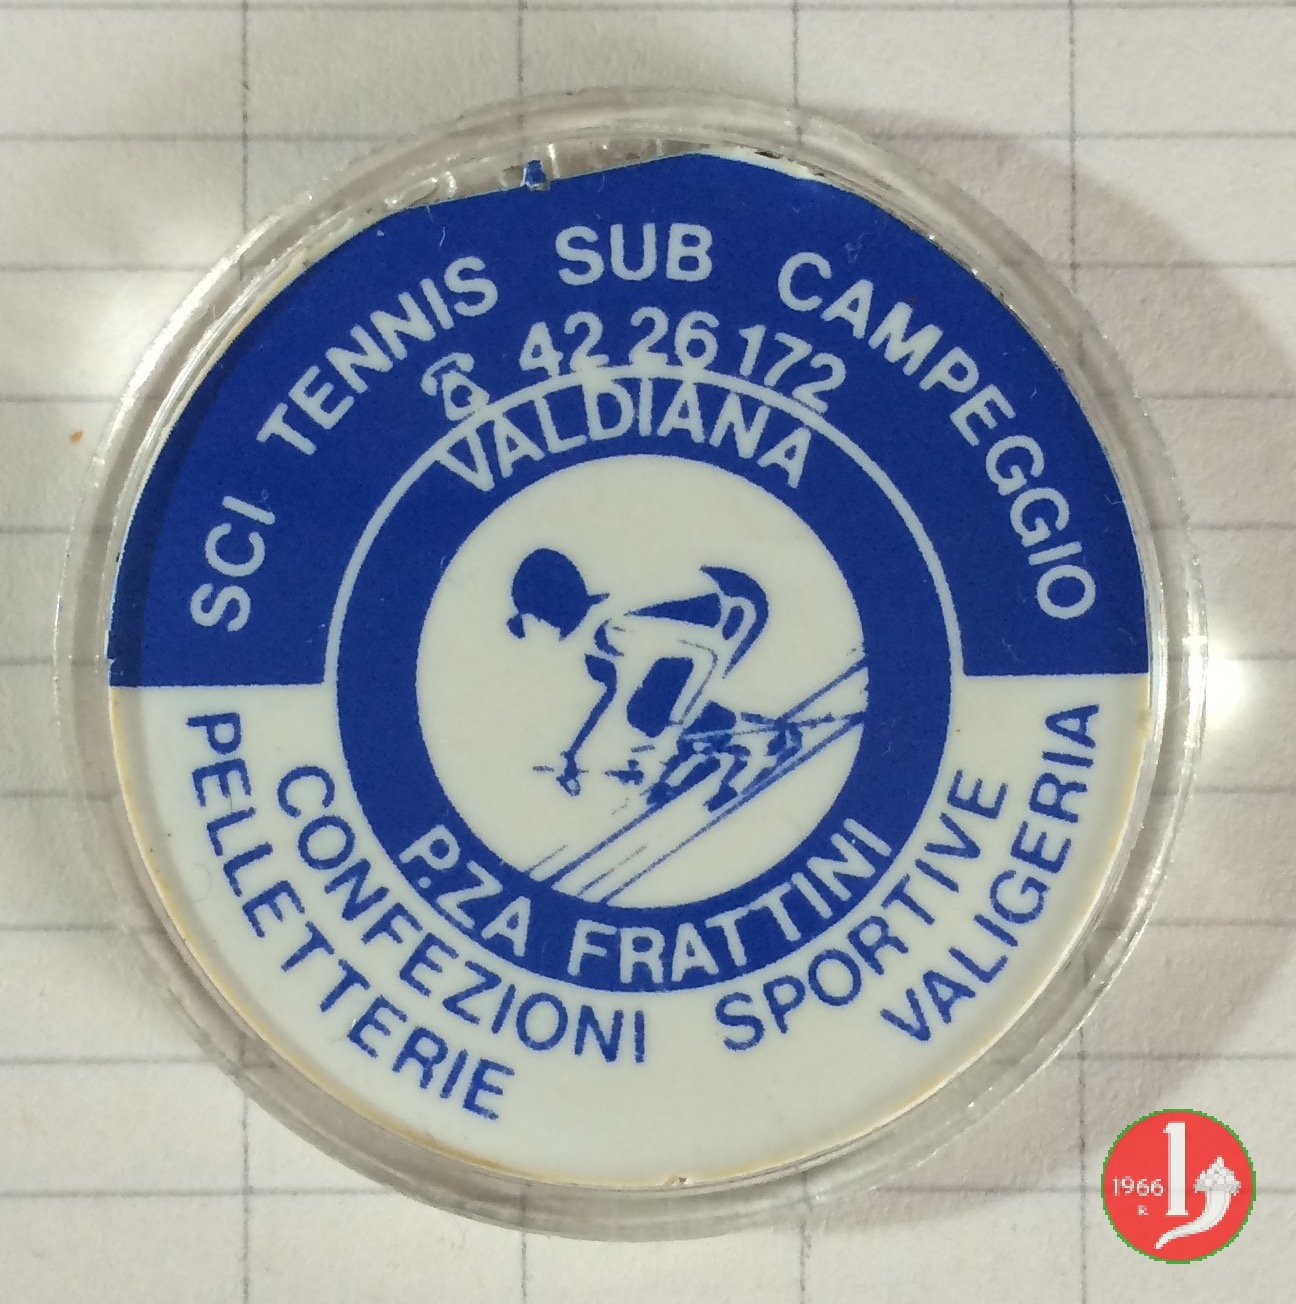 SCI TENNIS SUB CAMPEGGIO
☎ 42 26 172
VALDIANA
P.ZA FRATTINI
CONFEZIONI SPORTIVE
PELLETTERIE VALIGERIA
1966
R